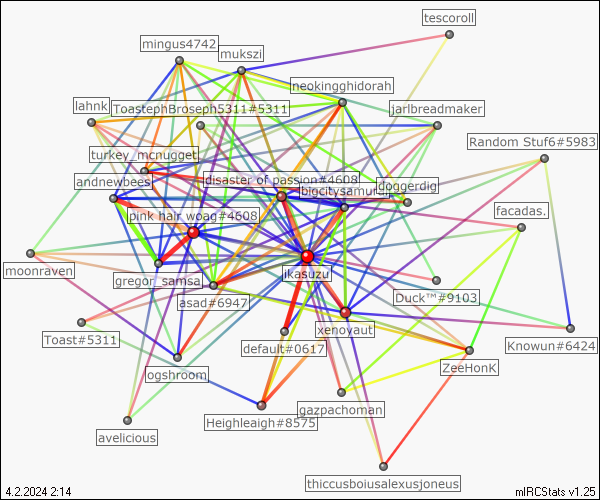 tescoroll
mingus4742
mukszi
neokingghidorah
lahnk
ToastephBroseph5311#5311
jarlbreadmaker
Random Stuf6#5983
turkey_mcnugget
disaster of passion#4608
andnewbees
bigcitysamurai
doggerdig
pink hair woag#4608
facadas.
moonraven
gregor_samsa
ikasuzu
asad#6947
Duck™#9103
xenoyaut
Toast#5311
default#0617
Knowun#6424
ogshroom
ZeeHonK
Heighleaigh#8575
gazpachoman
avelicious
thiccusboiusalexusjoneus
4.2.2024 2:14
mIRCStats v1.25